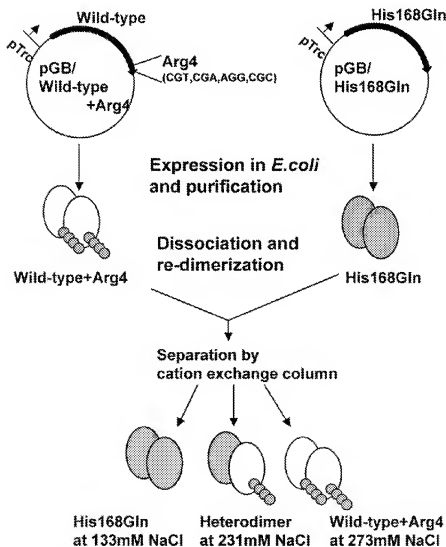 Wild-type
pTrc
pGB/
Wild-type
+Arg4
Arg4
(CGT,CGA,AGG,CGC)
His168Gln
pTrc
pGB/
His168Gln
Expression in E.coli
and purification
Wild-type+Arg4
Dissociation and
re-dimerization
His168Gln
Separation by
cation exchange column
His168Gln
at 133mM NaCl
Heterodimer
at 231mM NaCl
Wild-type+Arg4
at 273mM NaCl